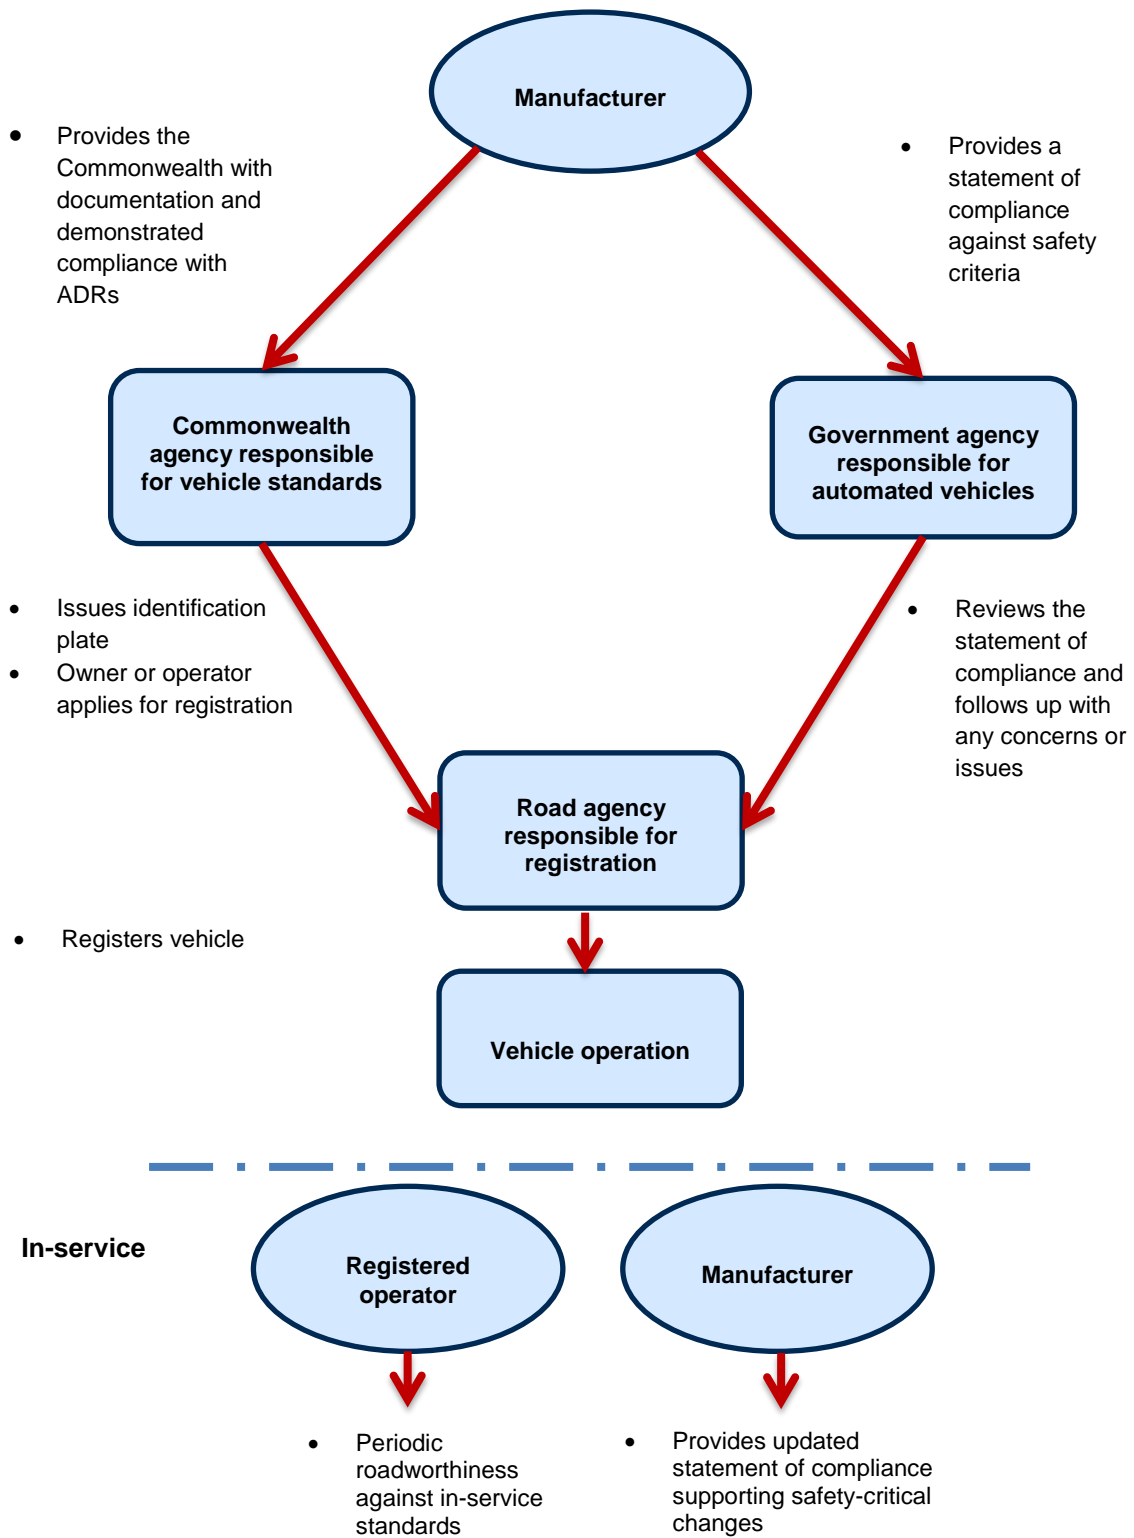 Manufacturer
• Provides the
Commonwealth with
documentation and
demonstrated
compliance with
ADRs
• Provides a
statement of
compliance
against safety
criteria
Commonwealth
agency responsible
for vehicle standards
Government agency
responsible for
automated vehicles
• Issues identification
plate
• Owner or operator
applies for registration
• Reviews the
statement of
compliance and
follows up with
any concerns or
issues
Road agency
responsible for
registration
• Registers vehicle
Vehicle operation
In-service
Registered
operator
Manufacturer
• Periodic
roadworthiness
against in-service
standards
• Provides updated
statement of compliance
supporting safety-critical
changes